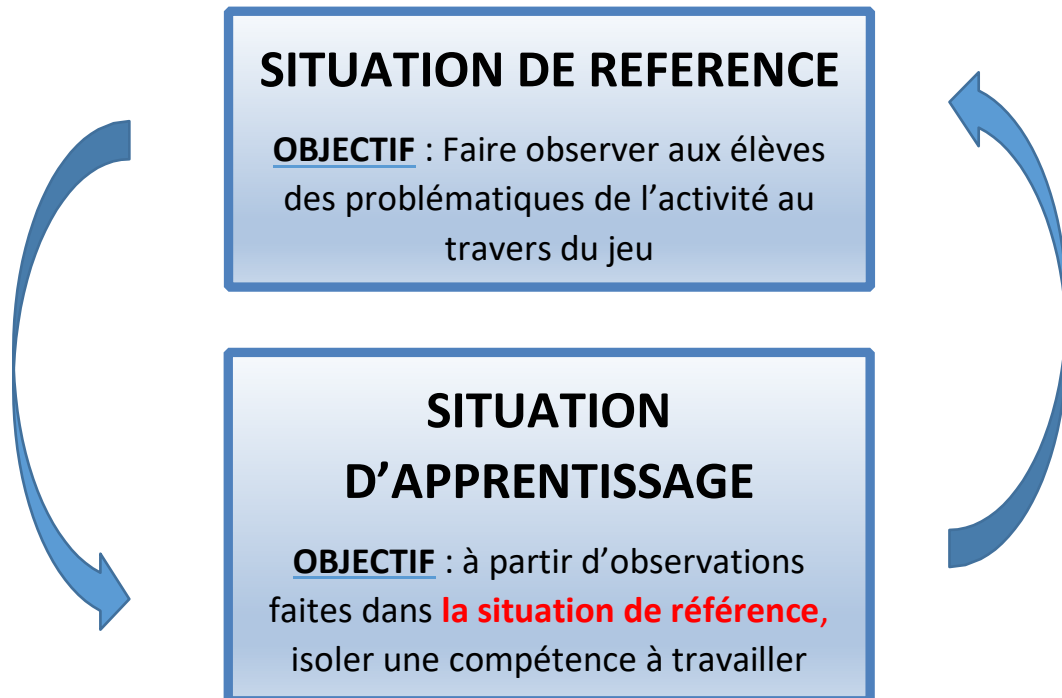 SITUATION DE REFERENCE
OBJECTIF : Faire observer aux élèves
des problématiques de l’activité au
travers du jeu
SITUATION
D’APPRENTISSAGE
OBJECTIF : à partir d’observations
faites dans la situation de référence,
isoler une compétence à travailler